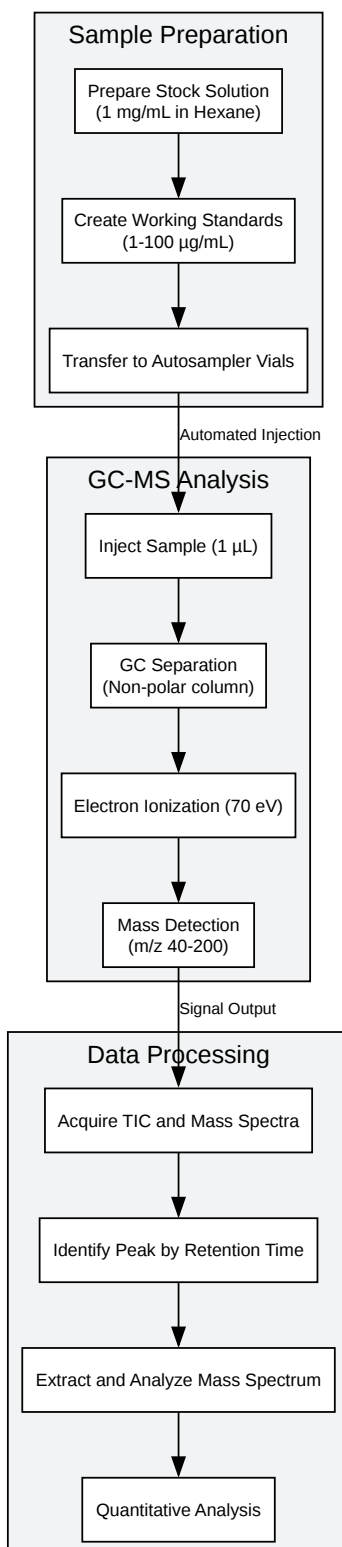 Sample Preparation
Prepare Stock Solution
(1 mg/mL in Hexane)
Create Working Standards
(1-100 µg/mL)
Transfer to Autosampler Vials
Automated Injection
GC-MS Analysis
Inject Sample (1 µL)
GC Separation
(Non-polar column)
Electron Ionization (70 eV)
Mass Detection
(m/z 40-200)
Signal Output
Data Processing
Acquire TIC and Mass Spectra
Identify Peak by Retention Time
Extract and Analyze Mass Spectrum
Quantitative Analysis